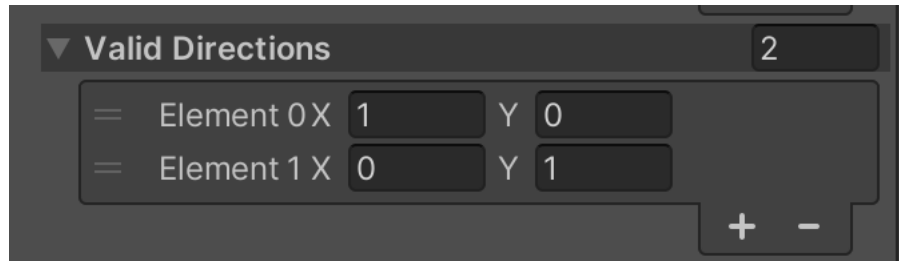 Valid Directions 2
Element 0 X 1 Y 0
Element 1 X 0 Y 1
+ -